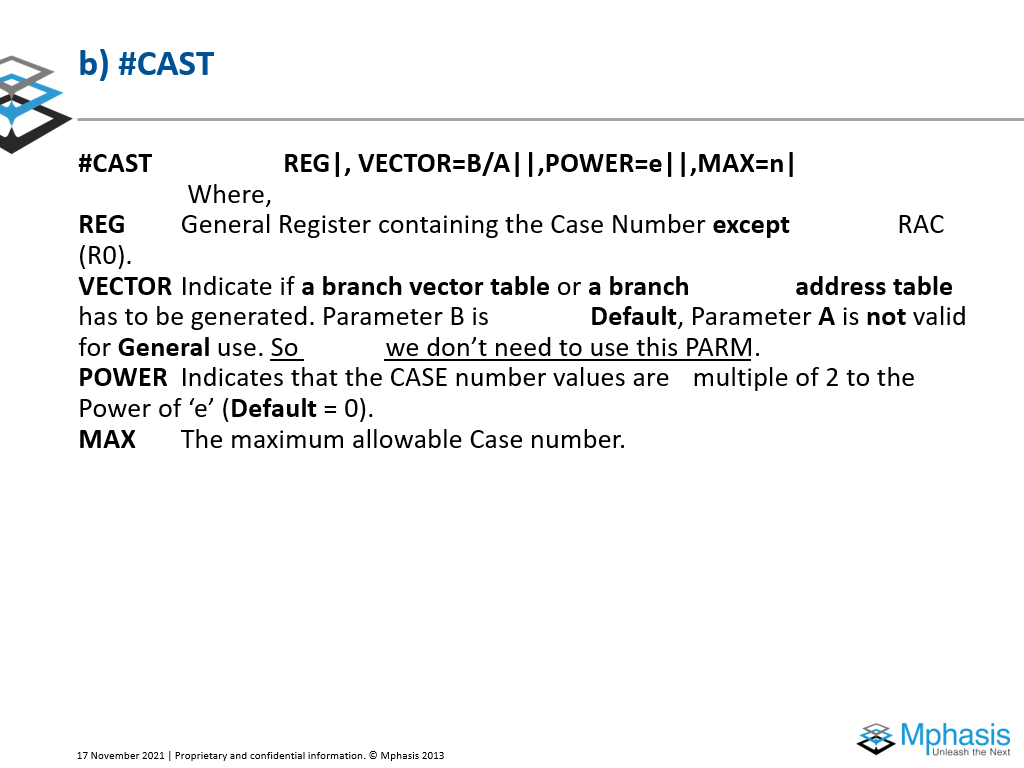 b) #CAST
#CAST REG|, VECTOR=B/A||,POWER=e||,MAX=n|
Where,
REG General Register containing the Case Number except RAC
(R0).
VECTOR Indicate if a branch vector table or a branch address table
has to be generated. Parameter B is Default, Parameter A is not valid
for General use. So we don’t need to use this PARM.
POWER Indicates that the CASE number values are multiple of 2 to the
Power of ‘e’ (Default = 0).
MAX The maximum allowable Case number.
17 November 2021 | Proprietary and confidential information. © Mphasis 2013
Mphasis
Unleash the Next